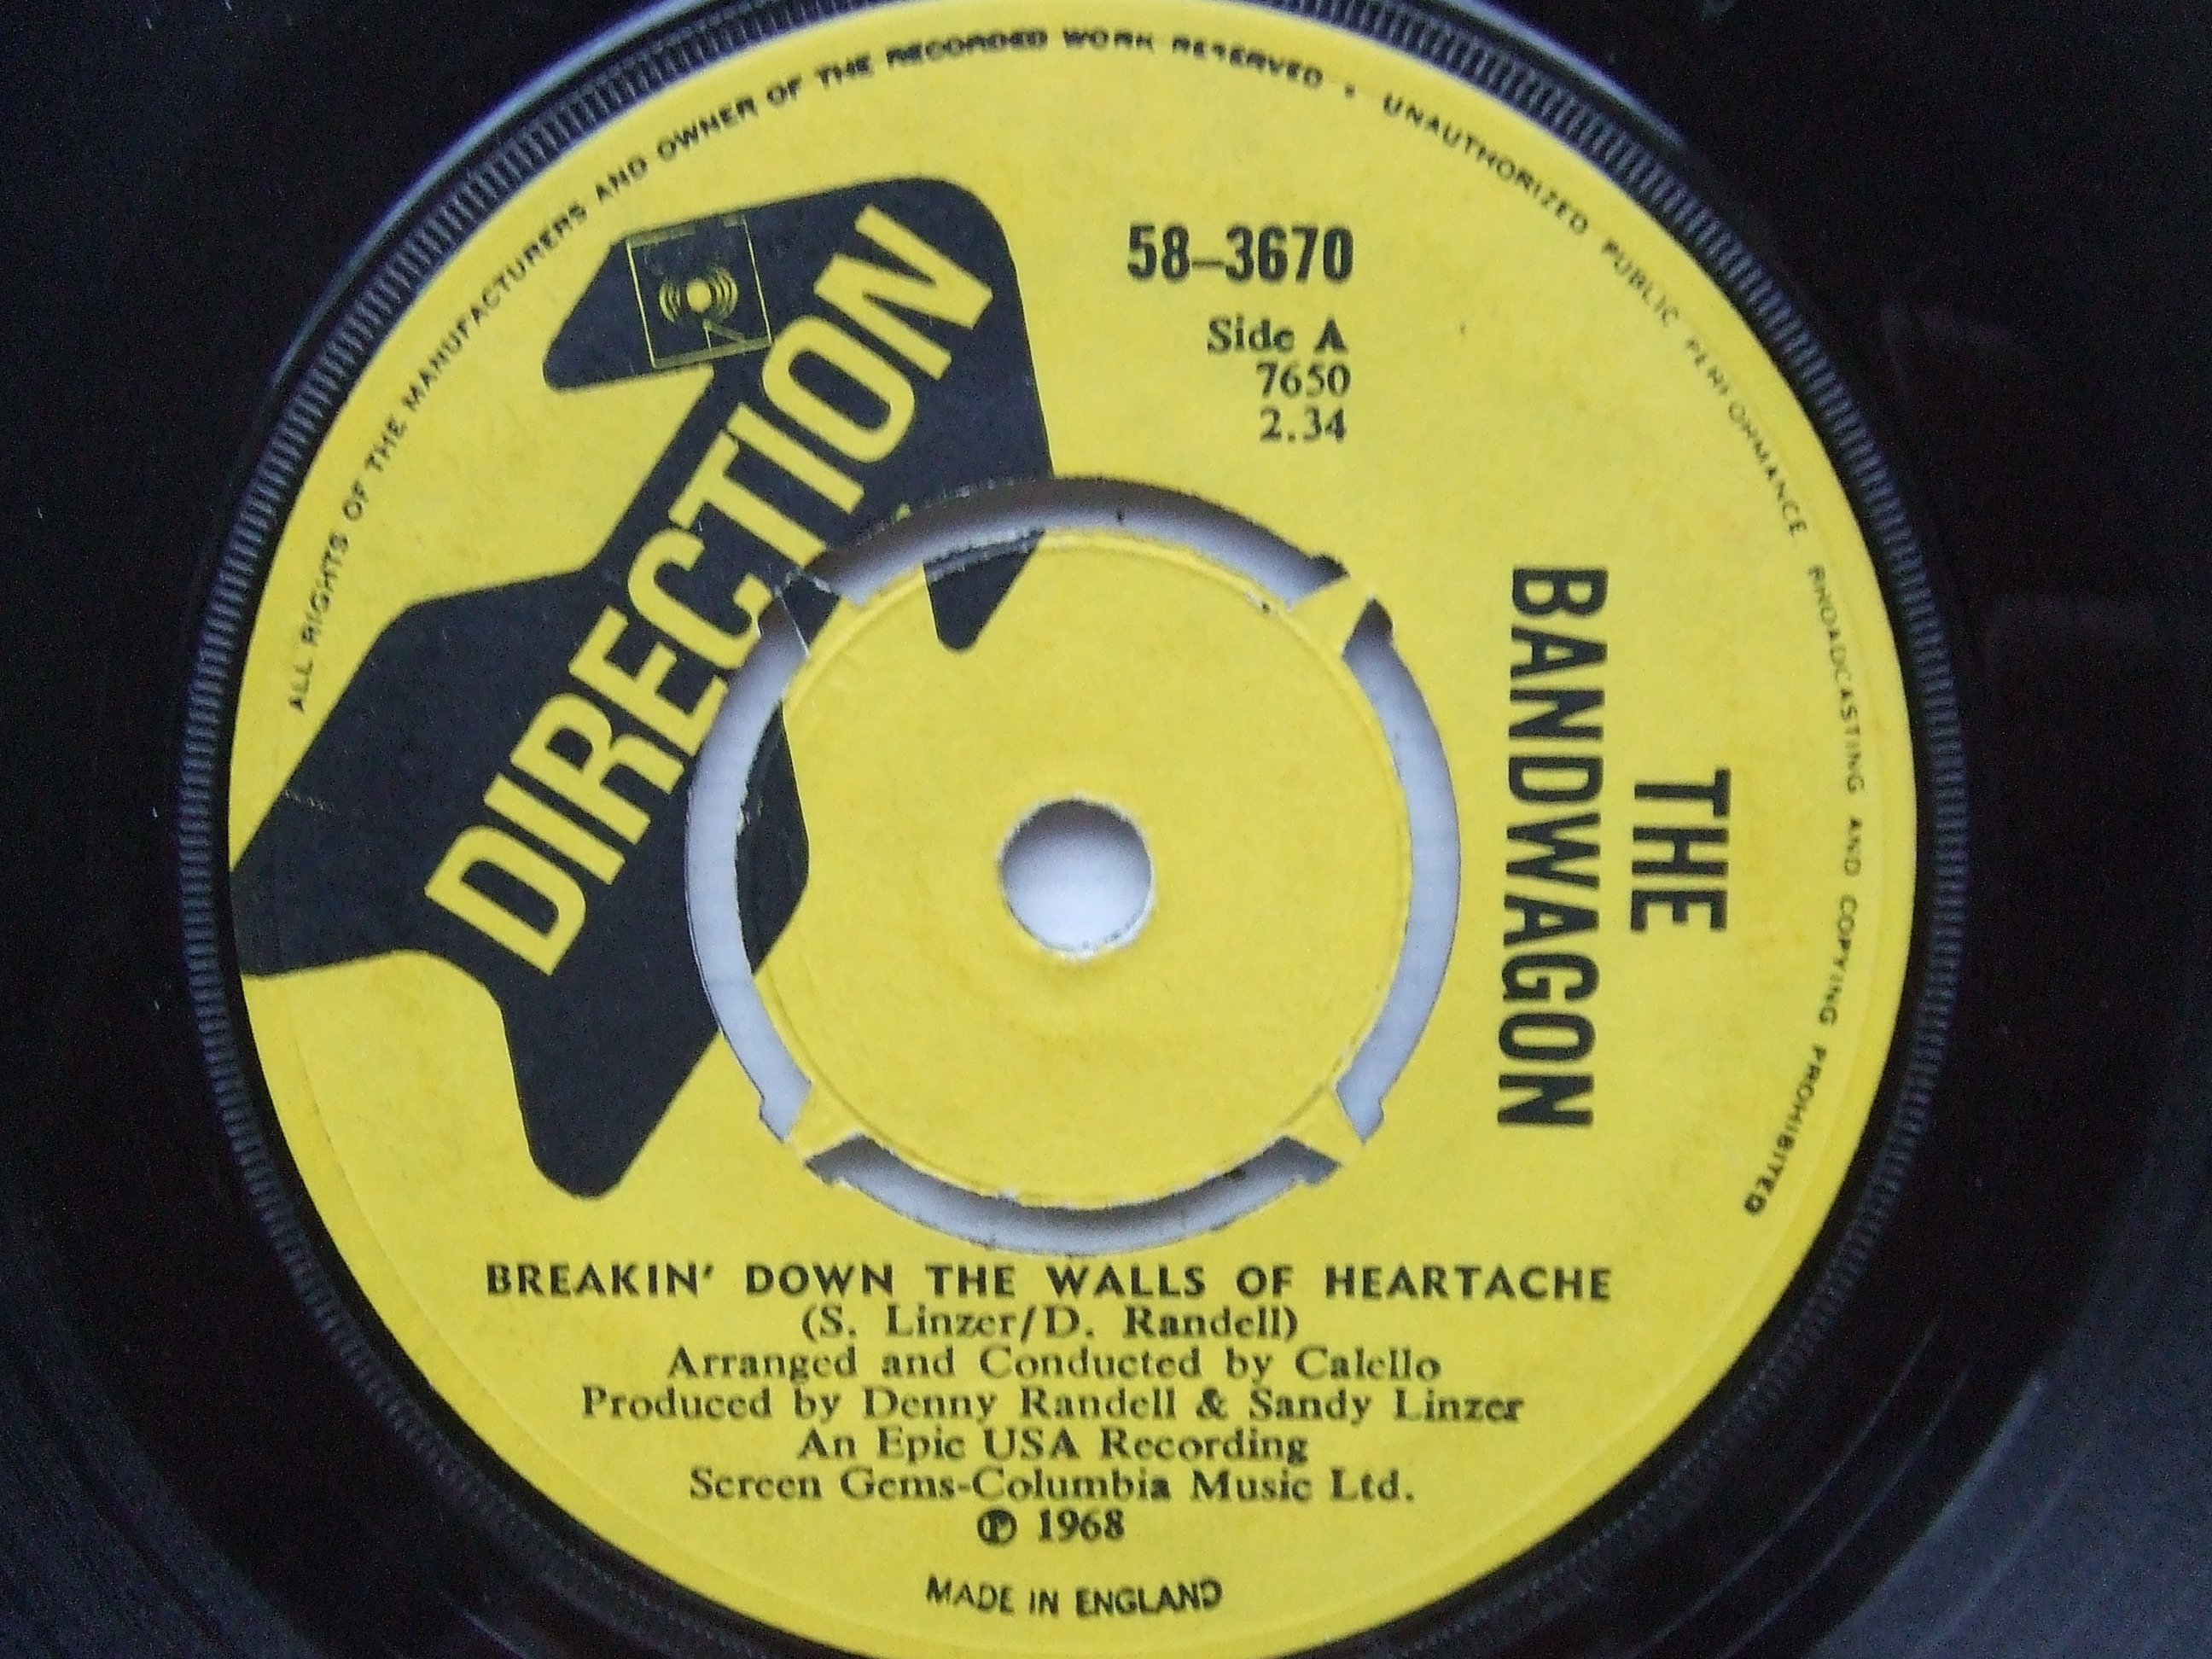 ALL RIGHTS OF THE MANUFACTURERS AND OWNER OF THE RECORDED WORK RESERVED . UNAUTHORIZED PUBLIC PERFORMANCE BROADCASTING AND COPYING PROHIBITED
DIRECTION
58-3670
Side A
7650
2.34
THE
BANDWAGON
BREAKIN' DOWN THE WALLS OF HEARTACHE
(S. Linzer/D. Randell)
Arranged and Conducted by Calello
Produced by Denny Randell & Sandy Linzer
An Epic USA Recording
Screen Gems-Columbia Music Ltd.
℗ 1968
MADE IN ENGLAND